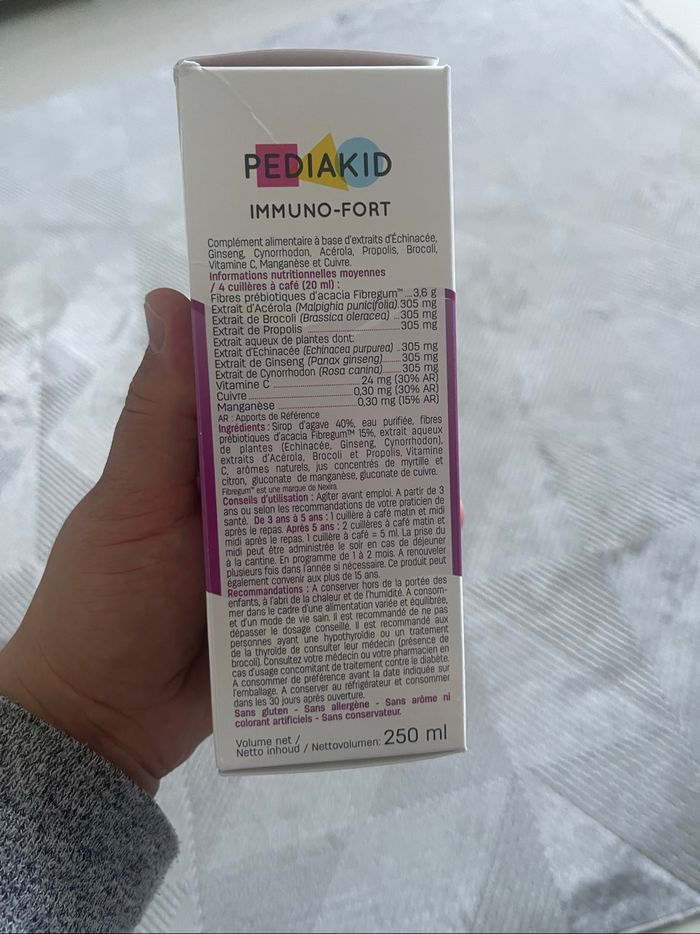 PEDIAKID
IMMUNO-FORT
Complément alimentaire à base d'extraits d'Échinacée,
Ginseng, Cynorrhodon, Acérola, Propolis, Brocoli,
Vitamine C, Manganèse et Cuivre.
Informations nutritionnelles moyennes
/ 4 cuillères à café (20 ml) :
Fibres prébiotiques d'acacia Fibregum™ 3,6 g
Extrait d'Acérola (Malpighia punicifolia) 305 mg
Extrait de Brocoli (Brassica oleracea) 305 mg
Extrait de Propolis 305 mg
Extrait aqueux de plantes dont:
Extrait d'Échinacée (Echinacea purpurea) 305 mg
Extrait de Ginseng (Panax ginseng) 305 mg
Extrait de Cynorrhodon (Rosa canina) 305 mg
Vitamine C 24 mg (30% AR)
Cuivre 0,30 mg (30% AR)
Manganèse 0,30 mg (15% AR)
AR : Apports de Référence
Ingrédients : Sirop d'agave 40%, eau purifiée, fibres
prébiotiques d'acacia Fibregum™ 15%, extrait aqueux
de plantes (Echinacée, Ginseng, Cynorrhodon),
extraits d'Acérola, Brocoli et Propolis, Vitamine
C, arômes naturels, jus concentrés de myrtille et
citron, gluconate de manganèse, gluconate de cuivre.
Fibregum™ est une marque de Nexira.
Conseils d'utilisation : Agiter avant emploi. A partir de 3
ans ou selon les recommandations de votre praticien de
santé. De 3 ans à 5 ans : 1 cuillère à café matin et midi
après le repas. Après 5 ans : 2 cuillères à café matin et
midi après le repas. 1 cuillère à café = 5 ml. La prise du
midi peut être administrée le soir en cas de déjeuner
à la cantine. En programme de 1 à 2 mois. A renouveler
plusieurs fois dans l'année si nécessaire. Ce produit peut
également convenir aux plus de 15 ans.
Recommandations : A conserver hors de la portée des
enfants, à l'abri de la chaleur et de l'humidité. A consom-
mer dans le cadre d'une alimentation variée et équilibrée,
et d'un mode de vie sain. Il est recommandé de ne pas
dépasser le dosage conseillé. Il est recommandé aux
personnes ayant une hypothyroïdie ou un traitement
de la thyroïde de consulter leur médecin (présence de
brocoli). Consultez votre médecin ou votre pharmacien en
cas d'usage concomitant de traitement contre le diabète.
A consommer de préférence avant la date indiquée sur
l'emballage. A conserver au réfrigérateur et consommer
dans les 30 jours après ouverture.
Sans gluten - Sans allergène - Sans arôme ni
colorant artificiels - Sans conservateur.
Volume net /
Netto inhoud / Nettovolumen: 250 ml